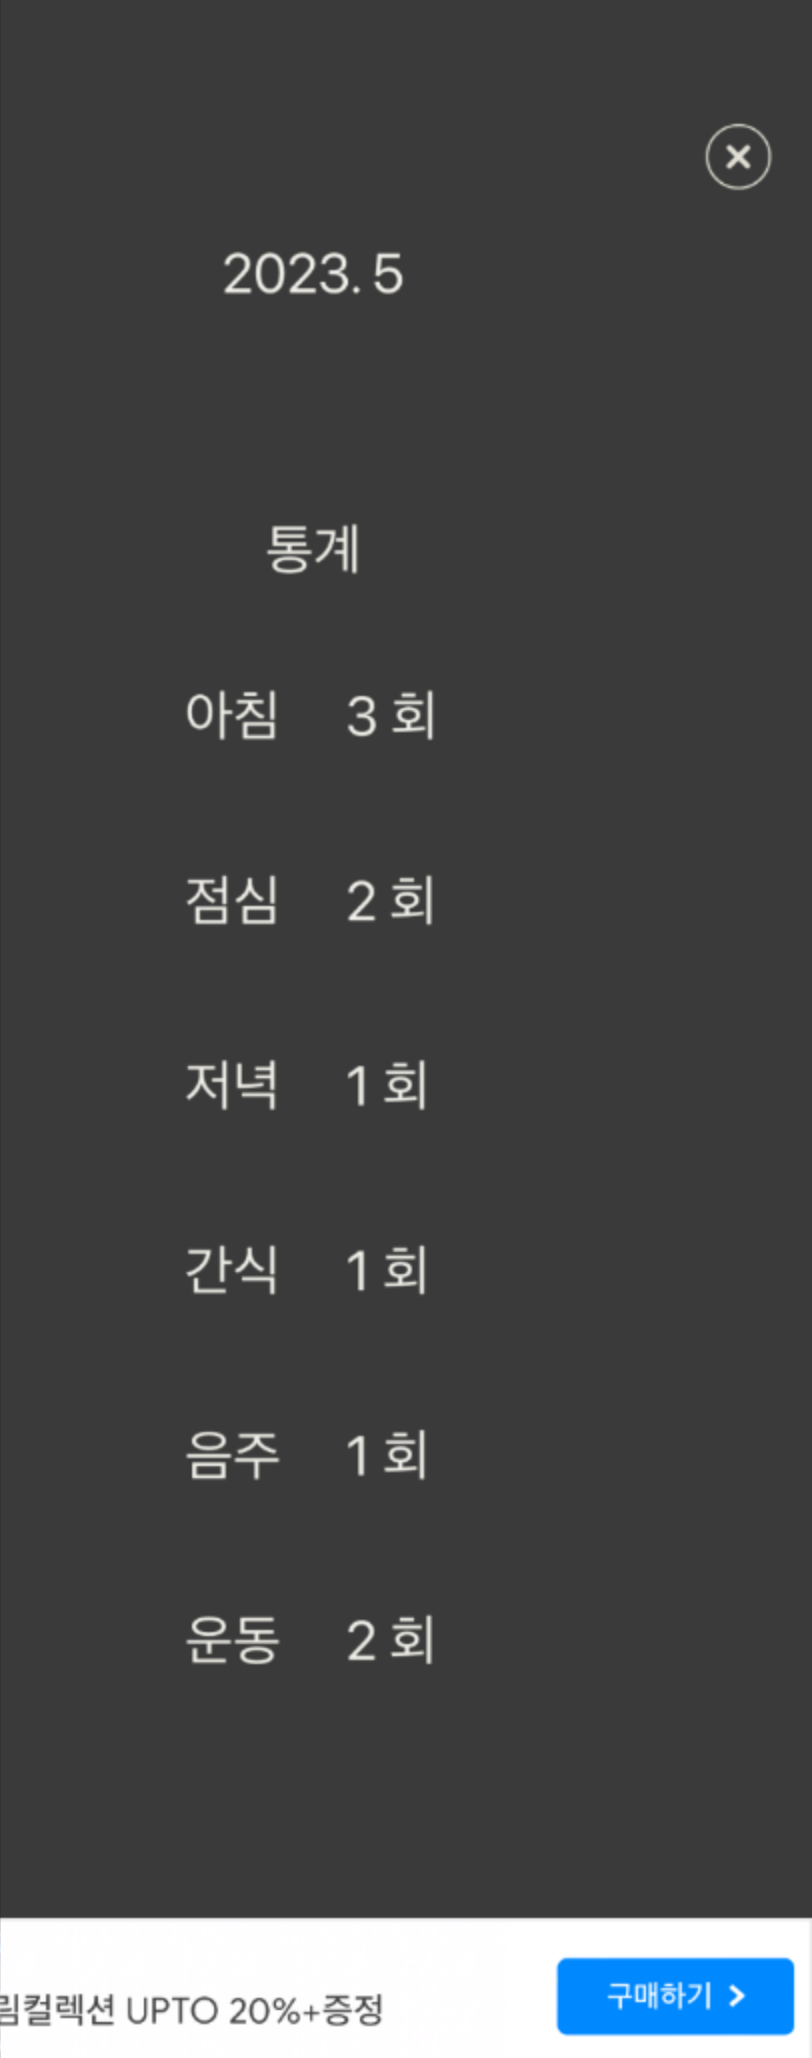 2023. 5
통계
아침 3 회
점심 2 회
저녁 1 회
간식 1 회
음주 1 회
운동 2 회
림컬렉션 UPTO 20%+증정
구매하기